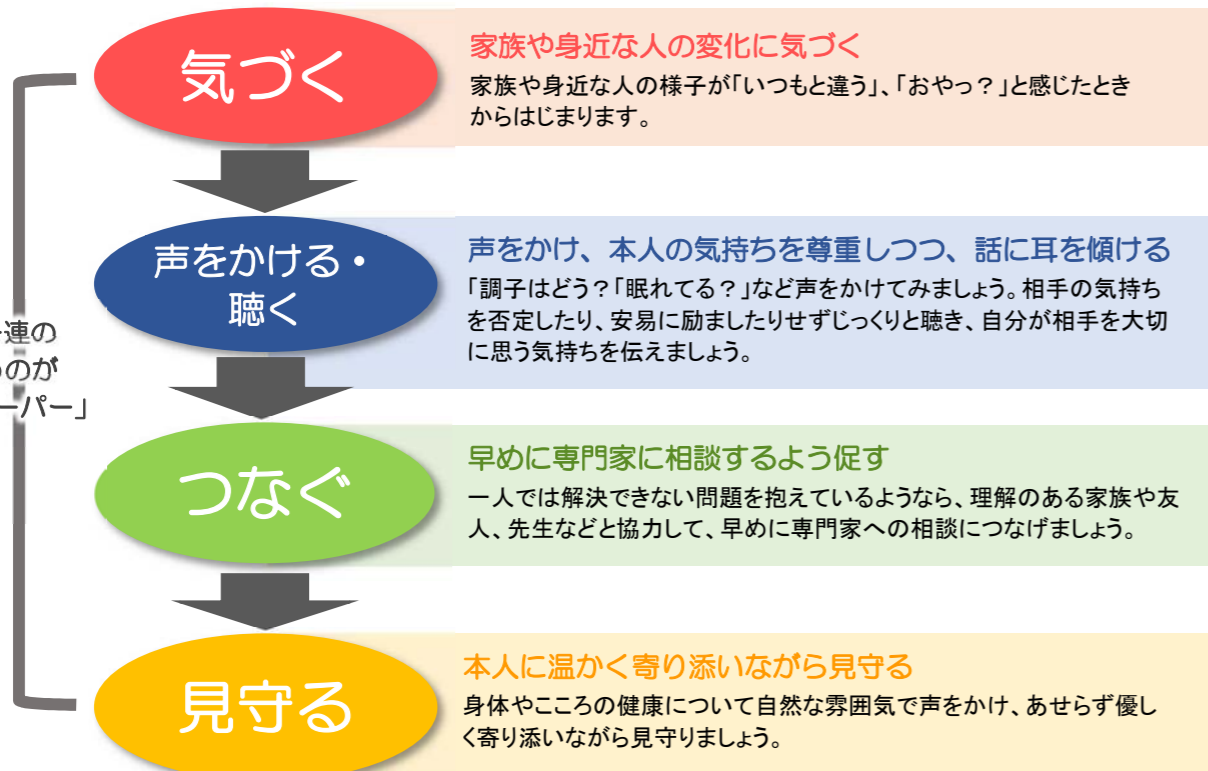 気づく
家族や身近な人の変化に気づく
家族や身近な人の様子が「いつもと違う」、「おやっ？」と感じたとき
からはじまります。
声をかける・
聴く
声をかけ、本人の気持ちを尊重しつつ、話に耳を傾ける
「調子はどう？「眠れてる？」など声をかけてみましょう。相手の気持ち
を否定したり、安易に励ましたりせずじっくりと聴き、自分が相手を大切
に思う気持ちを伝えましょう。
連の
のが
ーパー」
つなぐ
早めに専門家に相談するよう促す
一人では解決できない問題を抱えているようなら、理解のある家族や友
人、先生などと協力して、早めに専門家への相談につなげましょう。
見守る
本人に温かく寄り添いながら見守る
身体やこころの健康について自然な雰囲気で声をかけ、あせらず優し
く寄り添いながら見守りましょう。